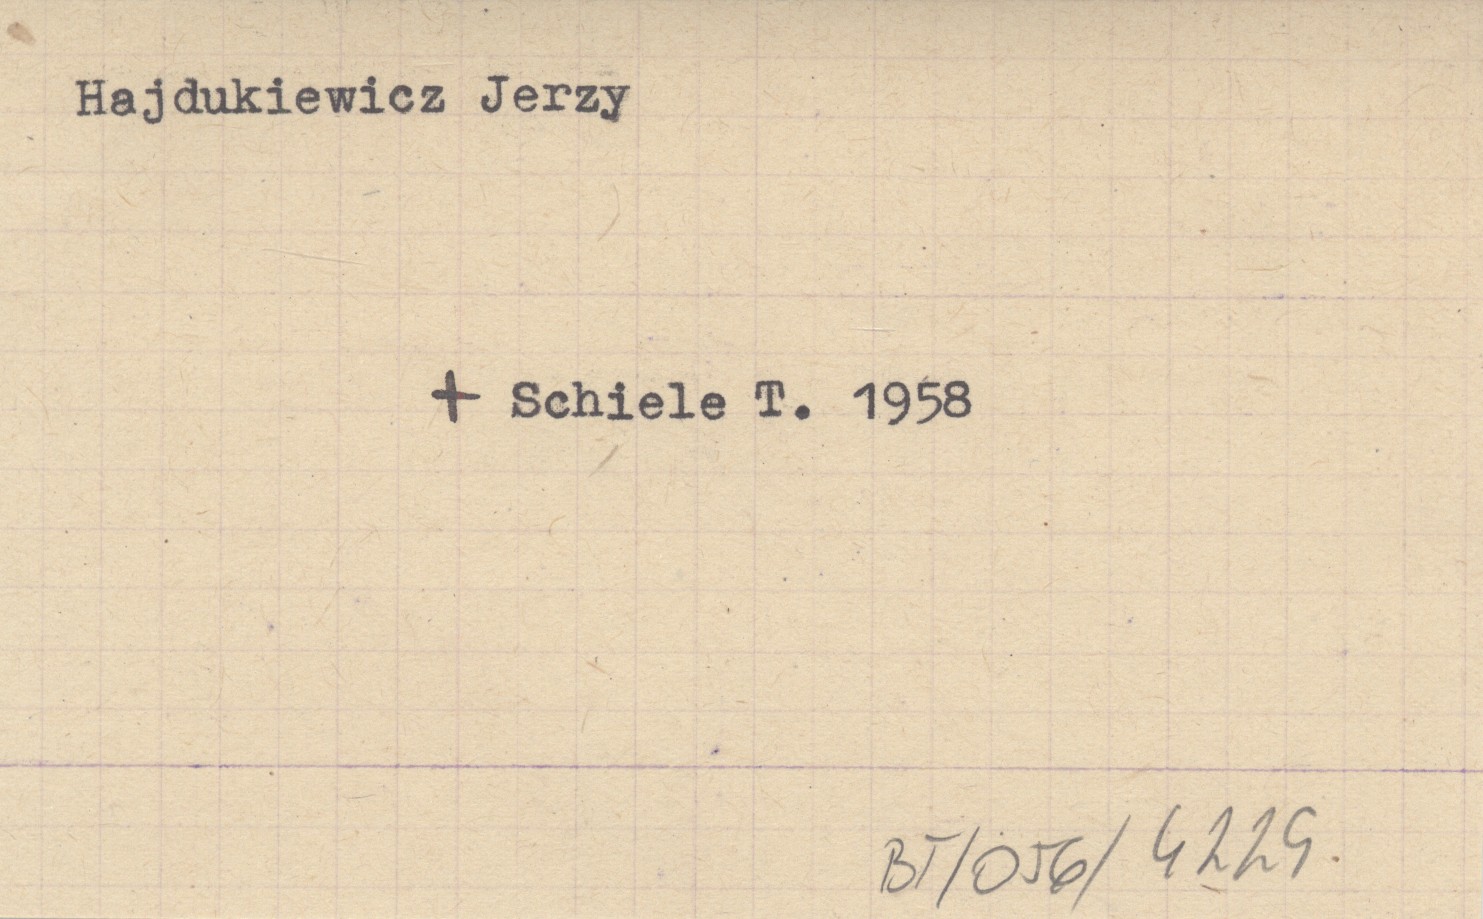 Hajdukiewicz Jerzy
+ Schiele T. 1958
BT/056/4229.